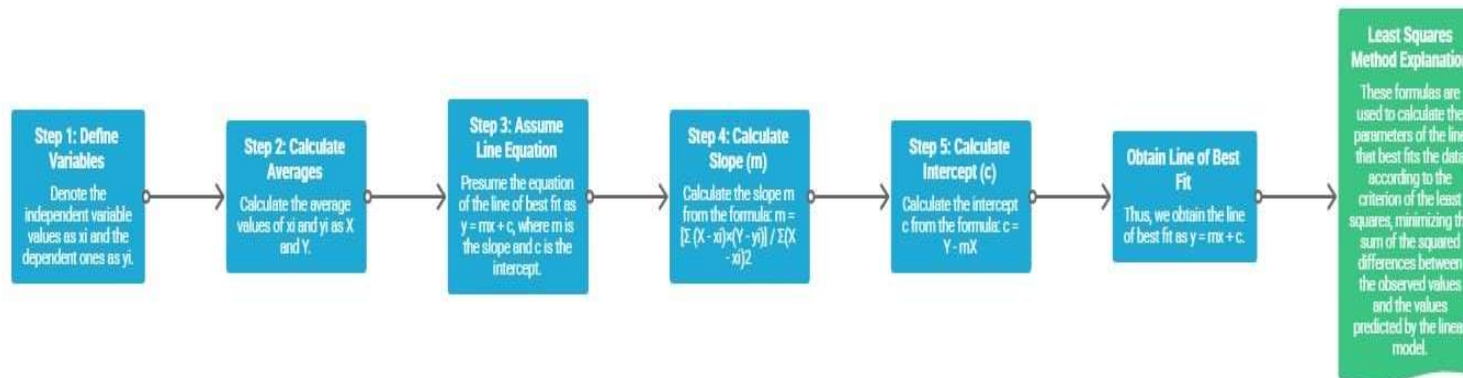 Step 1: Define
Variables
Denote the
independent variable
values as xi and the
dependent ones as yi.
Step 2: Calculate
Averages
Calculate the average
values of xi and yi as X
and Y.
Step 3: Assume
Line Equation
Presume the equation
of the line of best fit as
y = mx + c, where m is
the slope and c is the
intercept.
Step 4: Calculate
Slope (m)
Calculate the slope m
from the formula: m =
[Σ (X - xi)×(Y - yi)] / Σ(X
- xi)2
Step 5: Calculate
Intercept (c)
Calculate the intercept
c from the formula: c =
Y - mX
Obtain Line of Best
Fit
Thus, we obtain the line
of best fit as y = mx + c.
Least Squares
Method Explanation
These formulas are
used to calculate the
parameters of the line
that best fits the data
according to the
criterion of the least
squares, minimizing the
sum of the squared
differences between
the observed values
and the values
predicted by the linear
model.